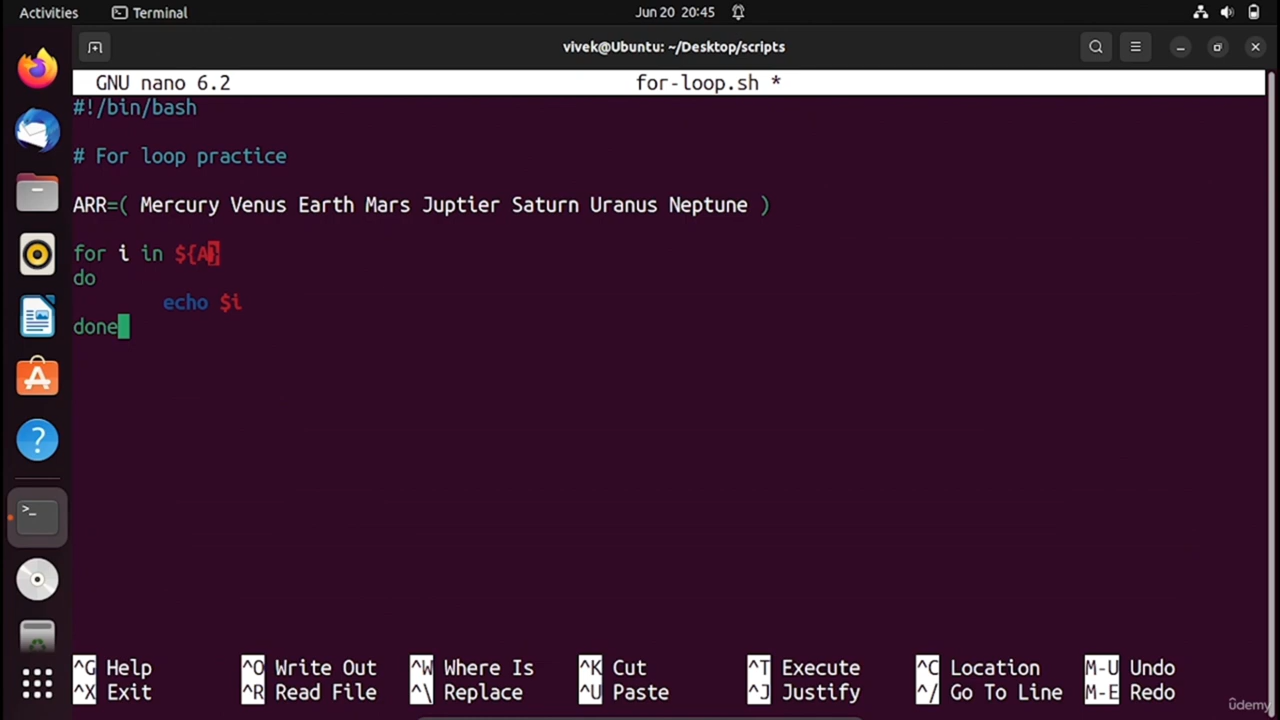 Activities Terminal Jun 20 20:45
vivek@Ubuntu: ~/Desktop/scripts
GNU nano 6.2 for-loop.sh *
#!/bin/bash
# For loop practice
ARR=( Mercury Venus Earth Mars Juptier Saturn Uranus Neptune )
for i in ${A}
do
echo $i
done
^G Help ^O Write Out ^W Where Is ^K Cut ^T Execute ^C Location M-U Undo
^X Exit ^R Read File ^\ Replace ^U Paste ^J Justify ^/ Go To Line M-E Redo
udemy